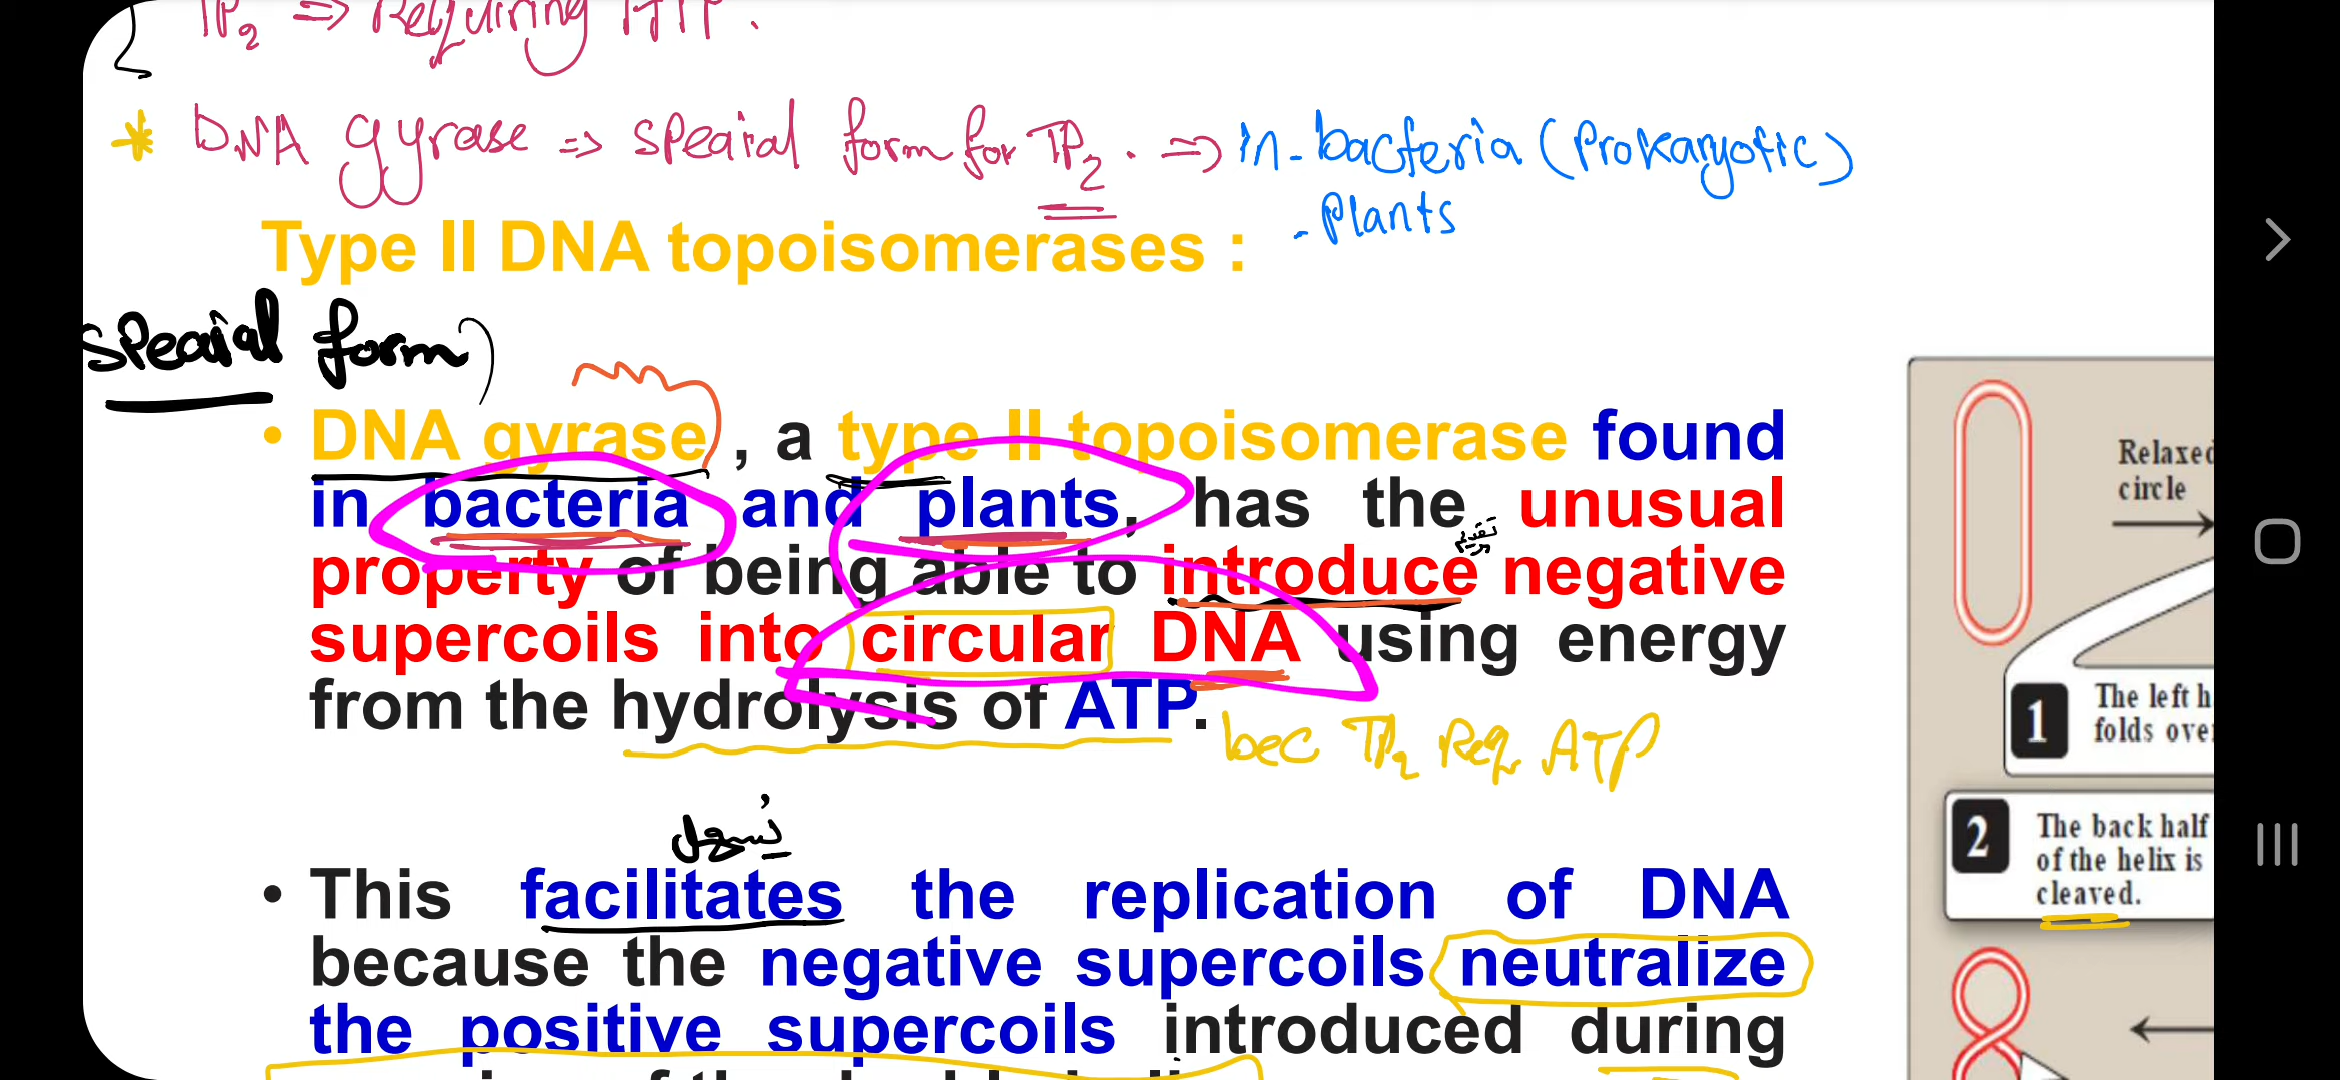 TP2 => Requiring ATP.
* DNA gyrase => speaial form for TP2. => in - bacteria (Prokaryotic)
- Plants
Type II DNA topoisomerases :
speaial form)
• DNA gyrase , a type II topoisomerase found
in bacteria and plants, has the unusual
تقديم
property of being able to introduce negative
supercoils into circular DNA using energy
from the hydrolysis of ATP.
bec TP2 Req ATP
• This facilitates the replication of DNA
because the negative supercoils neutralize
the positive supercoils introduced during
Relaxed
circle
1 The left h
folds over
2 The back half
of the helix is
cleaved.